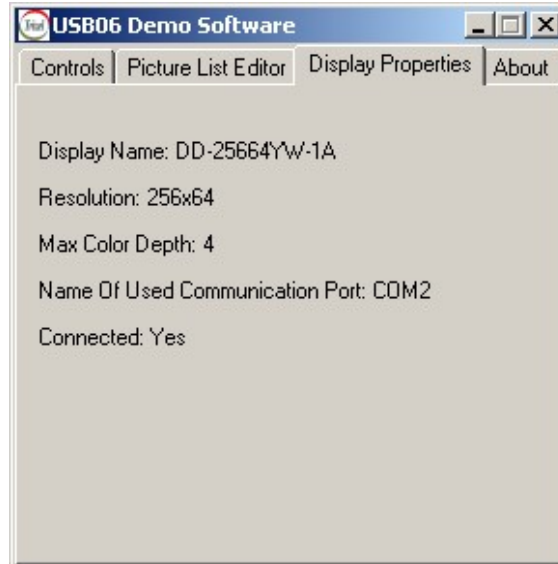 USB06 Demo Software
Controls Picture List Editor Display Properties About
Display Name: DD-25664YW-1A
Resolution: 256x64
Max Color Depth: 4
Name Of Used Communication Port: COM2
Connected: Yes